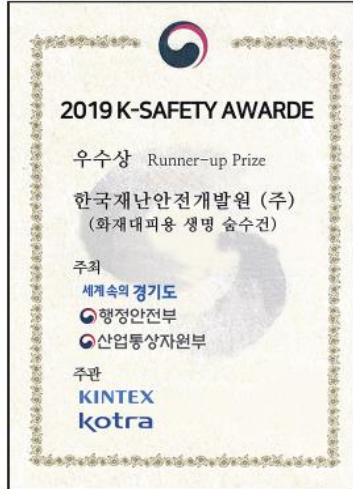 2019 K-SAFETY AWARDE
우수상 Runner-up Prize
한국재난안전개발원 (주)
(화재대피용 생명 숨수건)
주최
세계속의 경기도
행정안전부
산업통상자원부
주관
KINTEX
kotra